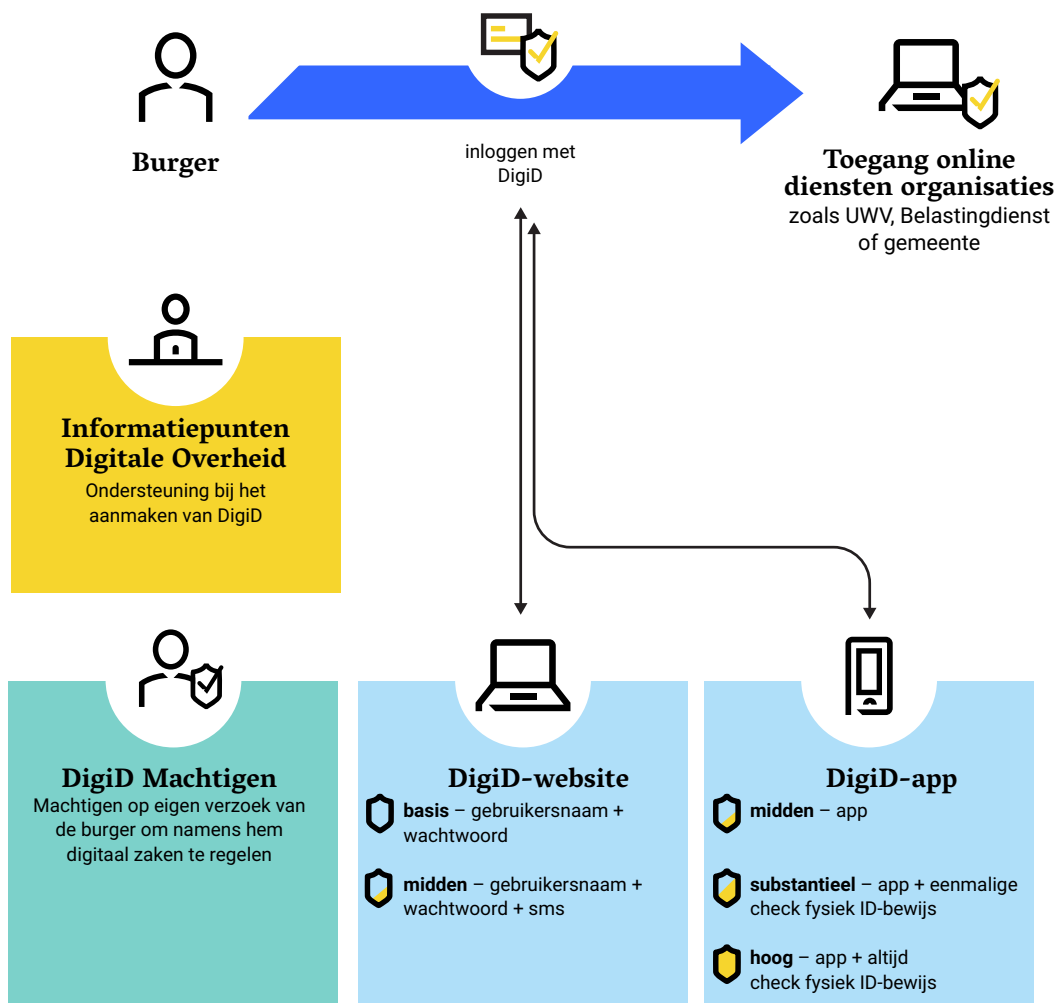 Burger
inloggen met
DigiD
Toegang online
diensten organisaties
zoals UWV, Belastingdienst
of gemeente
Informatiepunten
Digitale Overheid
Ondersteuning bij het
aanmaken van DigiD
DigiD Machtigen
Machtigen op eigen verzoek van
de burger om namens hem
digitaal zaken te regelen
DigiD-website
basis – gebruikersnaam +
wachtwoord
midden – gebruikersnaam +
wachtwoord + sms
DigiD-app
midden – app
substantieel – app + eenmalige
check fysiek ID-bewijs
hoog – app + altijd
check fysiek ID-bewijs